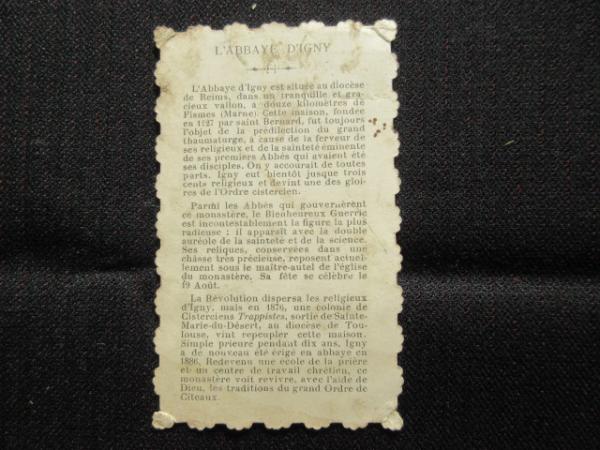 L'ABBAYE D'IGNY
L'Abbaye d'Igny est située au diocèse
de Reims, dans un tranquille et gra-
cieux vallon, à douze kilomètres de
Fismes (Marne) Cette maison, fondée
en 1127 par saint Bernard, fut toujours
l'objet de la prédilection du grand
thaumaturge, à cause de la ferveur de
ses religieux et de la sainteté éminente
de ses premiers Abbés qui avaient été
ses disciples. On y accourait de toutes
parts. Igny eut bientôt jusque trois
cents religieux et devint une des gloi-
res de l'Ordre cistercien.
Parmi les Abbés qui gouvernèrent
ce monastère, le Bienheureux Guerric
est incontestablement la figure la plus
radieuse : il apparaît avec la double
auréole de la sainteté et de la science.
Ses reliques, conservées dans une
châsse très précieuse, reposent actuel-
lement sous le maître-autel de l'église
du monastère. Sa fête se célèbre le
19 Août.
La Révolution dispersa les religieux
d'Igny, mais en 1876, une colonie de
Cisterciens Trappistes, sortie de Sainte-
Marie-du-Désert, au diocèse de Tou-
louse, vint repeupler cette maison.
Simple prieuré pendant dix ans, Igny
a de nouveau été érigé en abbaye en
1886. Redevenu une école de la prière
et un centre de travail chrétien, ce
monastère voit revivre, avec l'aide de
Dieu, les traditions du grand Ordre de
Citeaux.